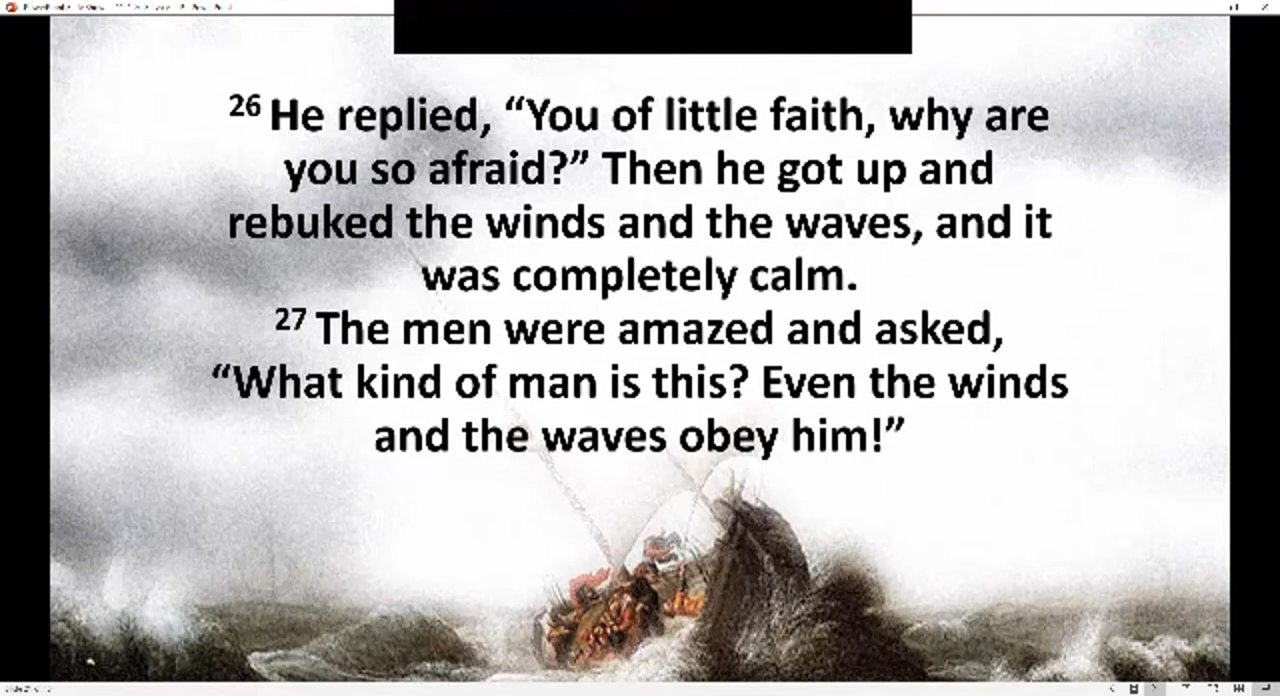 26 He replied, “You of little faith, why are
you so afraid?” Then he got up and
rebuked the winds and the waves, and it
was completely calm.
27 The men were amazed and asked,
“What kind of man is this? Even the winds
and the waves obey him!”